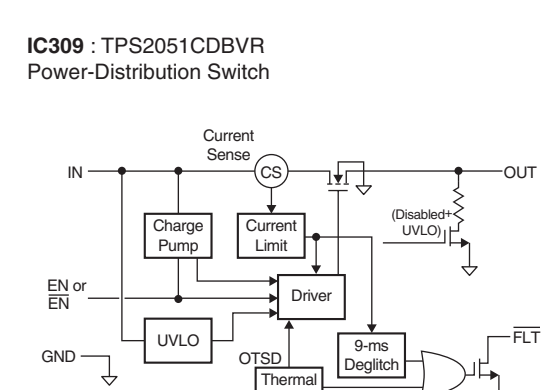 IC309 : TPS2051CDBVR
Power-Distribution Switch
Current
Sense
IN
CS
OUT
(Disabled+
UVLO)
Charge
Pump
Current
Limit
EN or
EN
Driver
UVLO
9-ms
Deglitch
FLT
GND
OTSD
Thermal